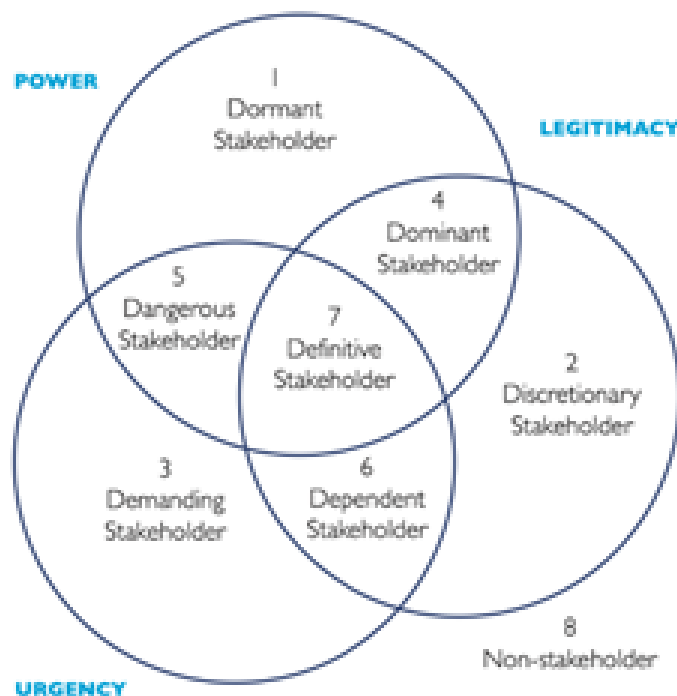 POWER
1
Dormant
Stakeholder
LEGITIMACY
4
Dominant
Stakeholder
5
Dangerous
Stakeholder
7
Definitive
Stakeholder
2
Discretionary
Stakeholder
3
Demanding
Stakeholder
6
Dependent
Stakeholder
8
Non-stakeholder
URGENCY